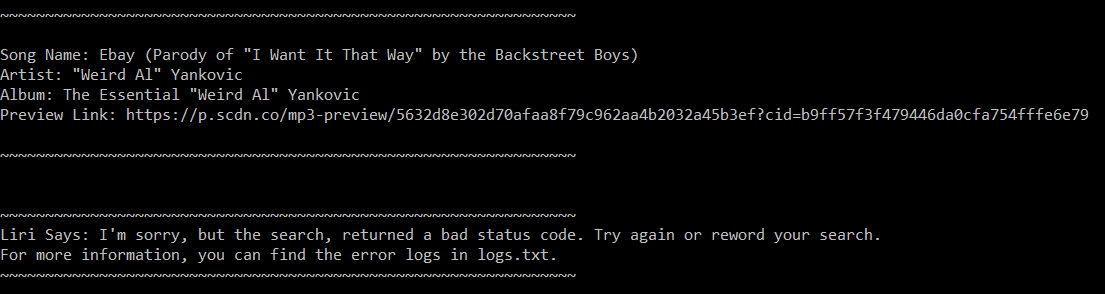 ~~~~~~~~~~~~~~~~~~~~~~~~~~~~~~~~~~~~~~~~~~~~~~~~~~~~~~~~~~~~~~~~
Song Name: Ebay (Parody of "I Want It That Way" by the Backstreet Boys)
Artist: "Weird Al" Yankovic
Album: The Essential "Weird Al" Yankovic
Preview Link: https://p.scdn.co/mp3-preview/5632d8e302d70afaa8f79c962aa4b2032a45b3ef?cid=b9ff57f3f479446da0cfa754fffe6e79
~~~~~~~~~~~~~~~~~~~~~~~~~~~~~~~~~~~~~~~~~~~~~~~~~~~~~~~~~~~~~~~~
~~~~~~~~~~~~~~~~~~~~~~~~~~~~~~~~~~~~~~~~~~~~~~~~~~~~~~~~~~~~~~~~
Liri Says: I'm sorry, but the search, returned a bad status code. Try again or reword your search.
For more information, you can find the error logs in logs.txt.
~~~~~~~~~~~~~~~~~~~~~~~~~~~~~~~~~~~~~~~~~~~~~~~~~~~~~~~~~~~~~~~~